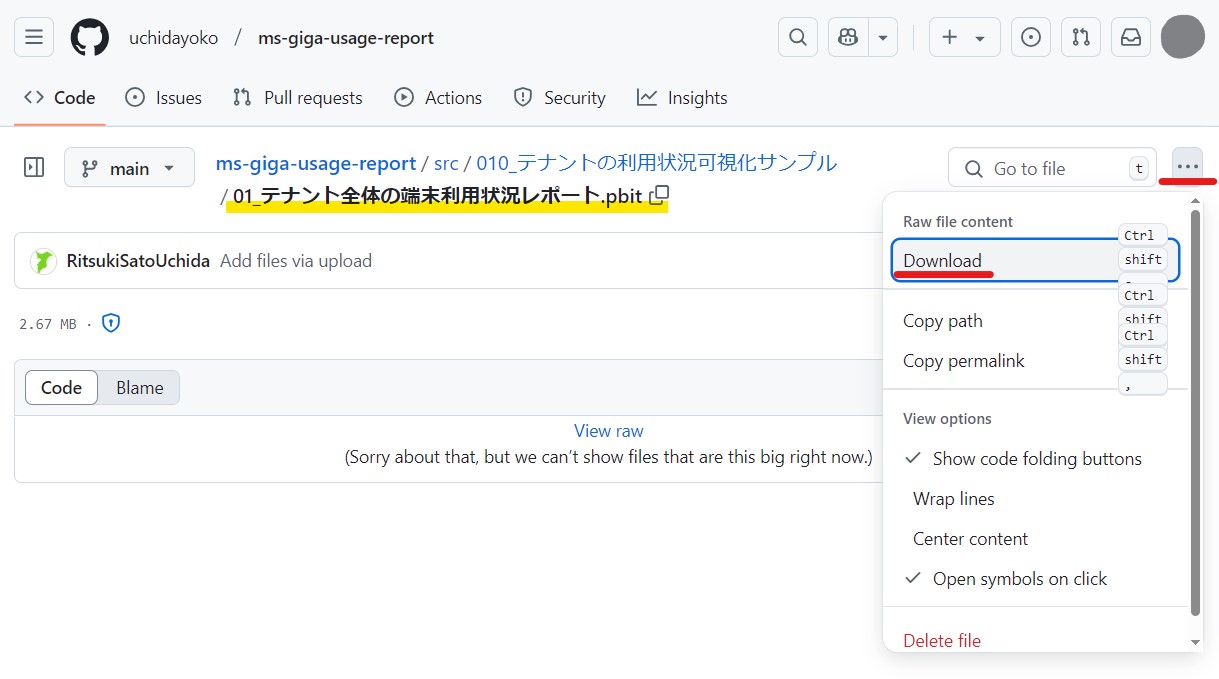 uchidayoko / ms-giga-usage-report
Code Issues Pull requests Actions Security Insights
main
ms-giga-usage-report / src / 010_テナントの利用状況可視化サンプル
/ 01_テナント全体の端末利用状況レポート.pbit
Go to file t
RitsukiSatoUchida Add files via upload
2.67 MB ·
Code Blame
View raw
(Sorry about that, but we can't show files that are this big right now.)
Raw file content
Download Ctrl shift
Copy path Ctrl shift
Copy permalink Ctrl shift ,
View options
Show code folding buttons
Wrap lines
Center content
Open symbols on click
Delete file